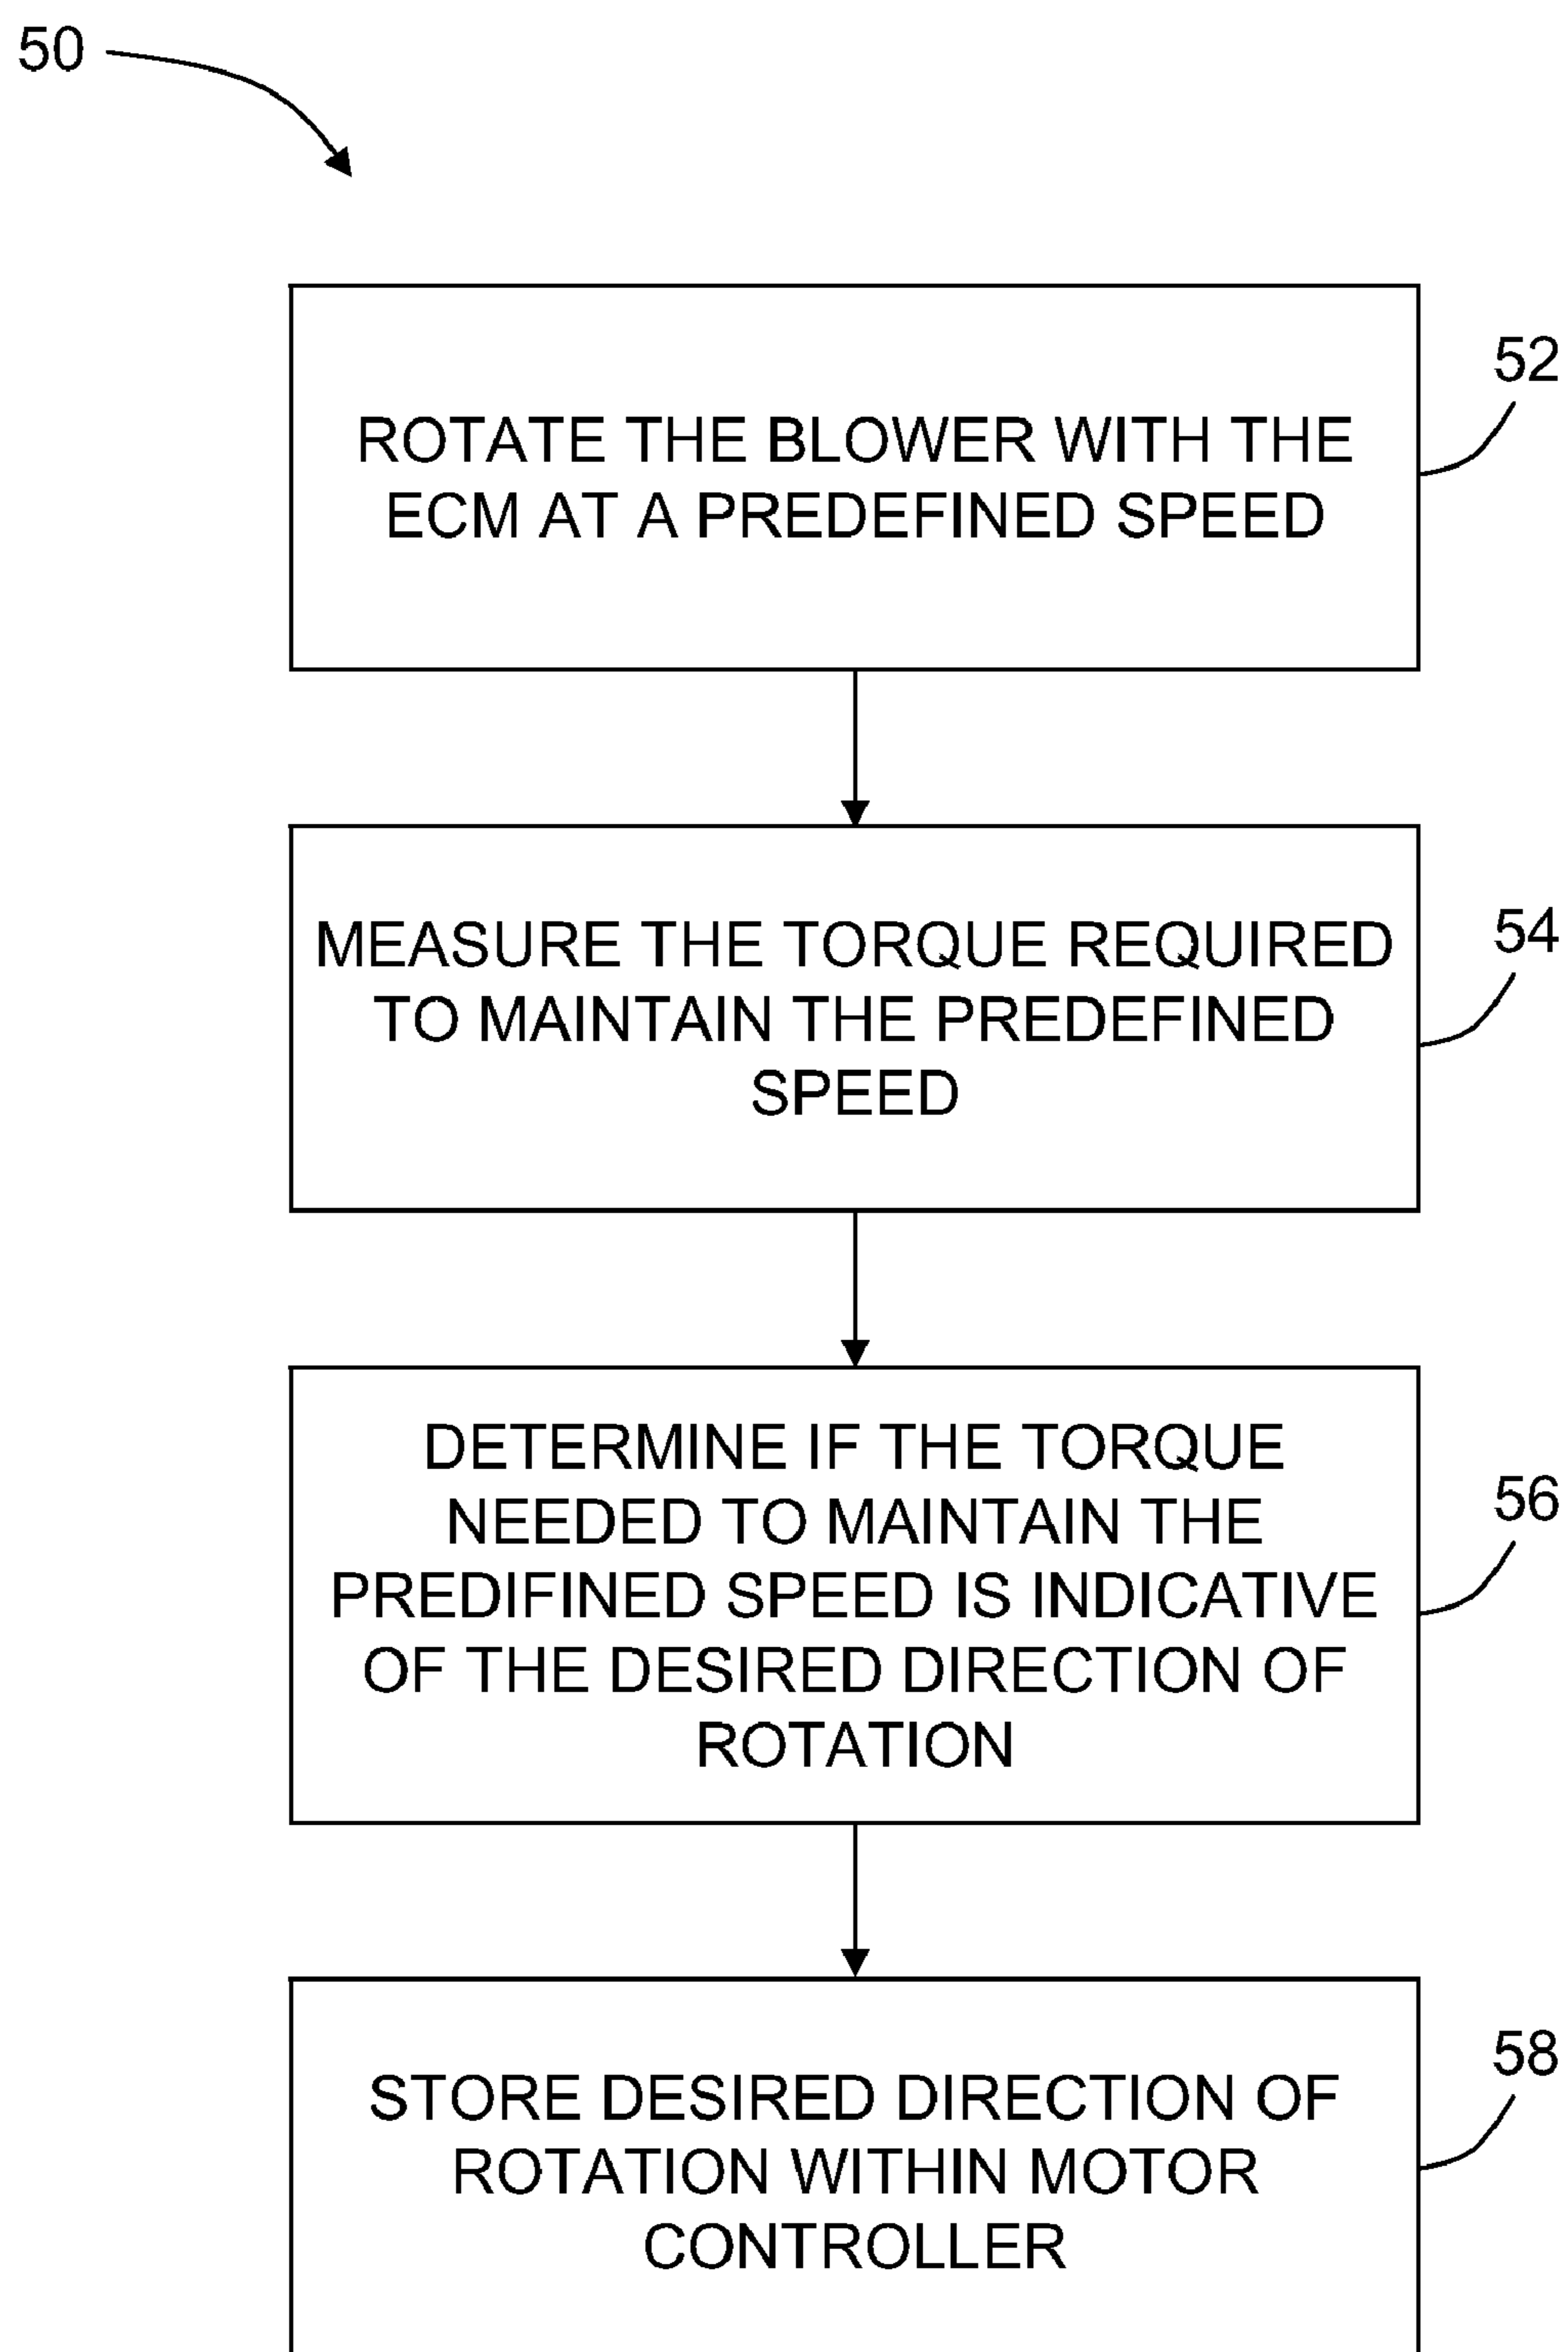 50
52
ROTATE THE BLOWER WITH THE
ECM AT A PREDEFINED SPEED
54
MEASURE THE TORQUE REQUIRED
TO MAINTAIN THE PREDEFINED
SPEED
56
DETERMINE IF THE TORQUE
NEEDED TO MAINTAIN THE
PREDIFINED SPEED IS INDICATIVE
OF THE DESIRED DIRECTION OF
ROTATION
58
STORE DESIRED DIRECTION OF
ROTATION WITHIN MOTOR
CONTROLLER